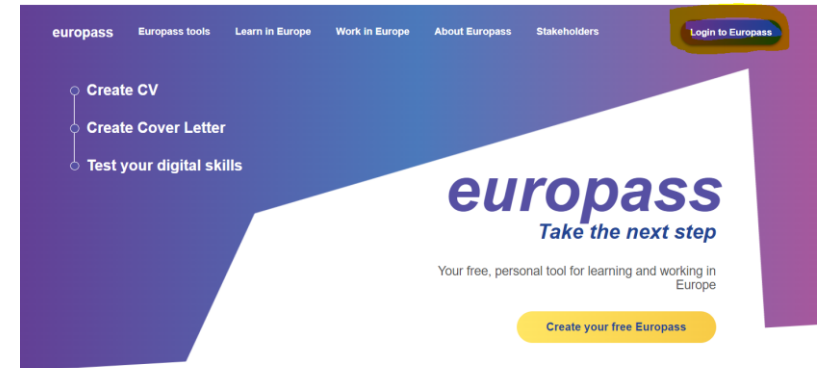 europass Europass tools Learn in Europe Work in Europe About Europass Stakeholders Login to Europass
Create CV
Create Cover Letter
Test your digital skills
europass
Take the next step
Your free, personal tool for learning and working in
Europe
Create your free Europass